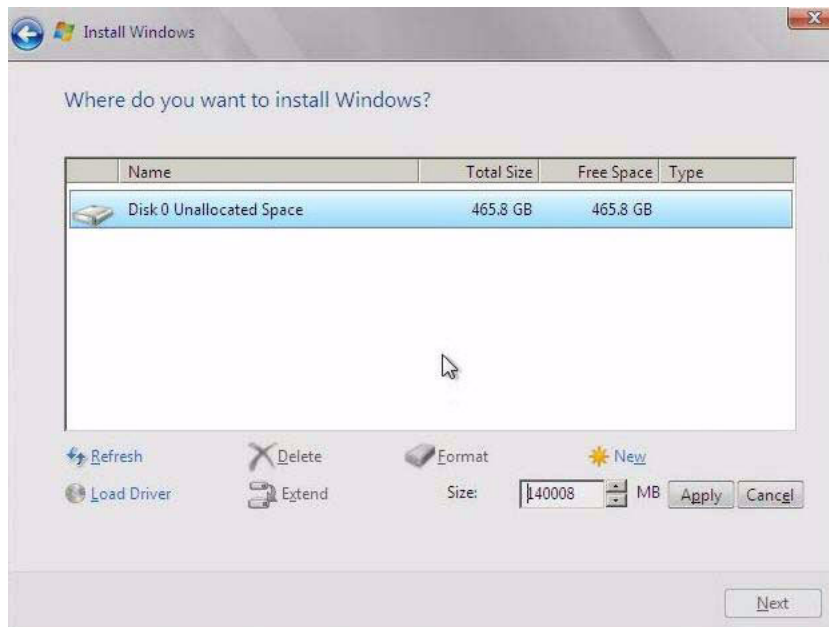 Install Windows
Where do you want to install Windows?
Name Total Size Free Space Type
Disk 0 Unallocated Space 465.8 GB 465.8 GB
Refresh Delete Format New
Load Driver Extend Size: 140008 MB Apply Cancel
Next